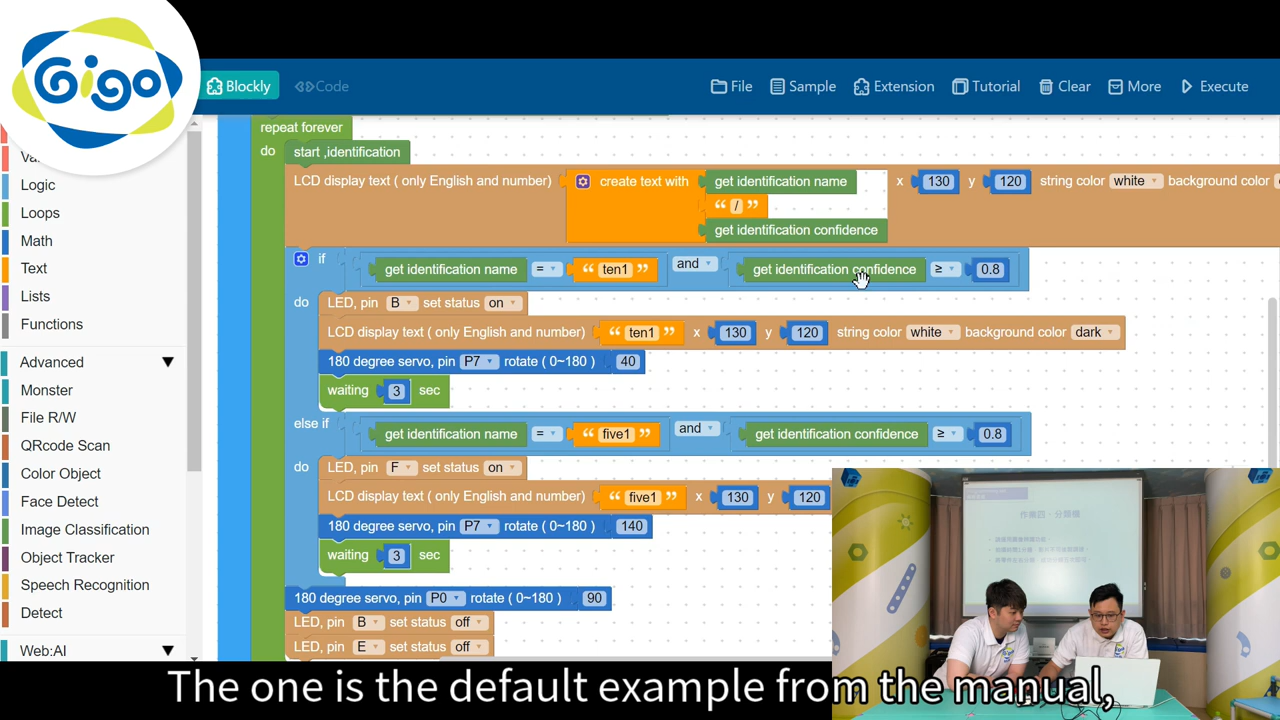 Gigo
Blockly
Code
File
Sample
Extension
Tutorial
Clear
More
Execute
Logic
Loops
Math
Text
Lists
Functions
Advanced
Monster
File R/W
QRcode Scan
Color Object
Face Detect
Image Classification
Object Tracker
Speech Recognition
Detect
Web:AI
repeat forever
do start ,identification
LCD display text ( only English and number) create text with get identification name x 130 y 120 string color white background color
“ / ”
get identification confidence
if get identification name = “ ten1 ” and get identification confidence ≥ 0.8
do LED, pin B set status on
LCD display text ( only English and number) “ ten1 ” x 130 y 120 string color white background color dark
180 degree servo, pin P7 rotate ( 0~180 ) 40
waiting 3 sec
else if get identification name = “ five1 ” and get identification confidence ≥ 0.8
do LED, pin F set status on
LCD display text ( only English and number) “ five1 ” x 130 y 120
180 degree servo, pin P7 rotate ( 0~180 ) 140
waiting 3 sec
180 degree servo, pin P0 rotate ( 0~180 ) 90
LED, pin B set status off
LED, pin E set status off
The one is the default example from the manual,